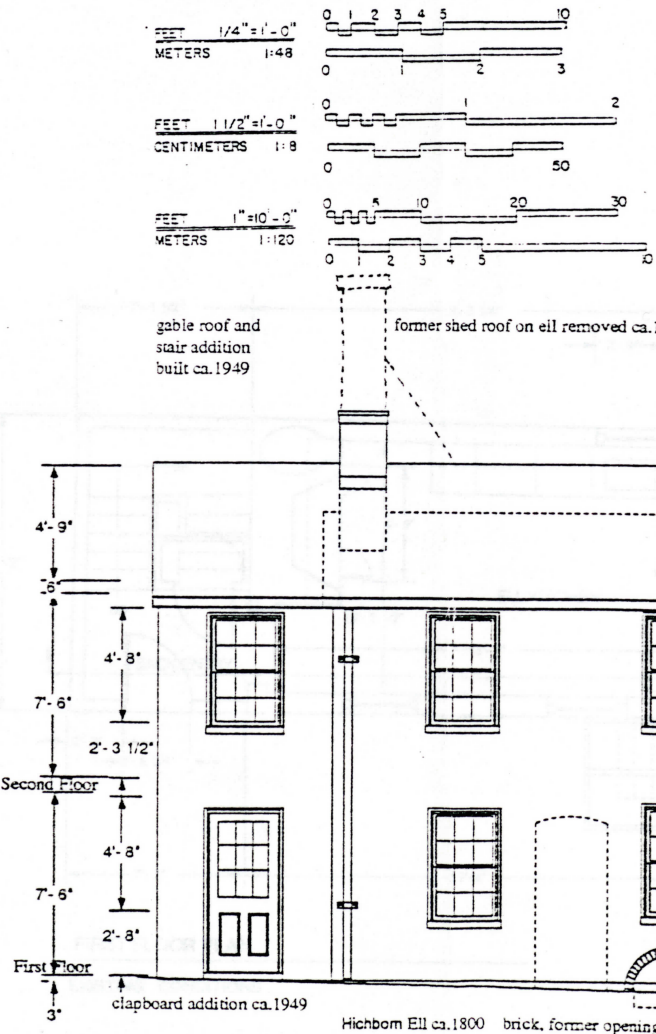 0 1 2 3 4 5 10
FEET 1/4"=1'-0"
METERS 1:48
0 1 2 3
0 1 2
FEET 1 1/2"=1'-0"
CENTIMETERS 1:8
0 50
0 5 10 20 30
FEET 1"=10'-0"
METERS 1:120
0 1 2 3 4 5 10
gable roof and
stair addition
built ca.1949
former shed roof on ell removed ca.1
4'- 9"
6"
4'- 8"
7'- 6"
2'- 3 1/2"
Second Floor
4'- 8"
7'- 6"
2'- 8"
First Floor
3"
clapboard addition ca.1949
Hichborn Ell ca.1800 brick, former opening